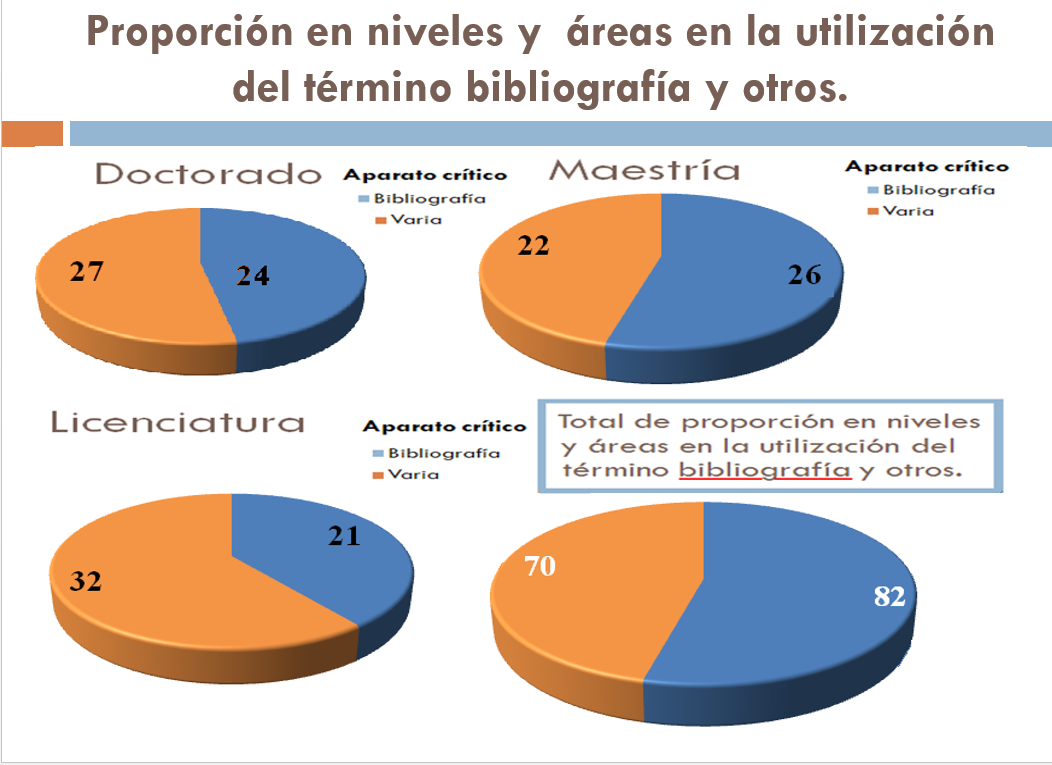 Proporción en niveles y áreas en la utilización
del término bibliografía y otros.
Doctorado
Aparato crítico
Bibliografía
Varia
27
24
Maestría
Aparato crítico
Bibliografía
Varia
22
26
Licenciatura
Aparato crítico
Bibliografía
Varia
21
32
Total de proporción en niveles
y áreas en la utilización del
término bibliografía y otros.
70
82